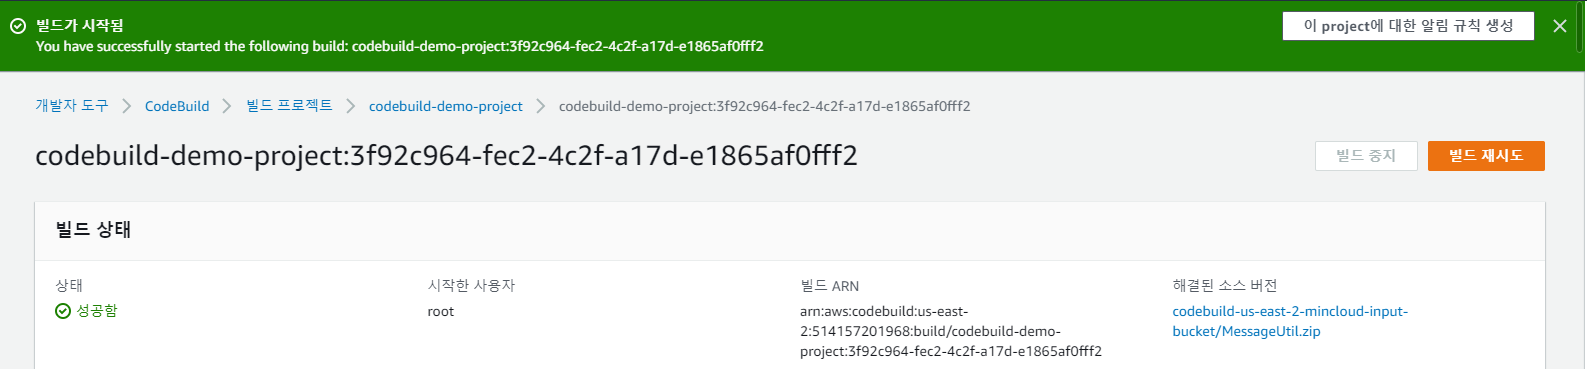 빌드가 시작됨
You have successfully started the following build: codebuild-demo-project:3f92c964-fec2-4c2f-a17d-e1865af0fff2
이 project에 대한 알림 규칙 생성
개발자 도구
CodeBuild
빌드 프로젝트
codebuild-demo-project
codebuild-demo-project:3f92c964-fec2-4c2f-a17d-e1865af0fff2
codebuild-demo-project:3f92c964-fec2-4c2f-a17d-e1865af0fff2
빌드 중지
빌드 재시도
빌드 상태
상태
성공함
시작한 사용자
root
빌드 ARN
arn:aws:codebuild:us-east-
2:514157201968:build/codebuild-demo-
project:3f92c964-fec2-4c2f-a17d-e1865af0fff2
해결된 소스 버전
codebuild-us-east-2-mincloud-input-
bucket/MessageUtil.zip